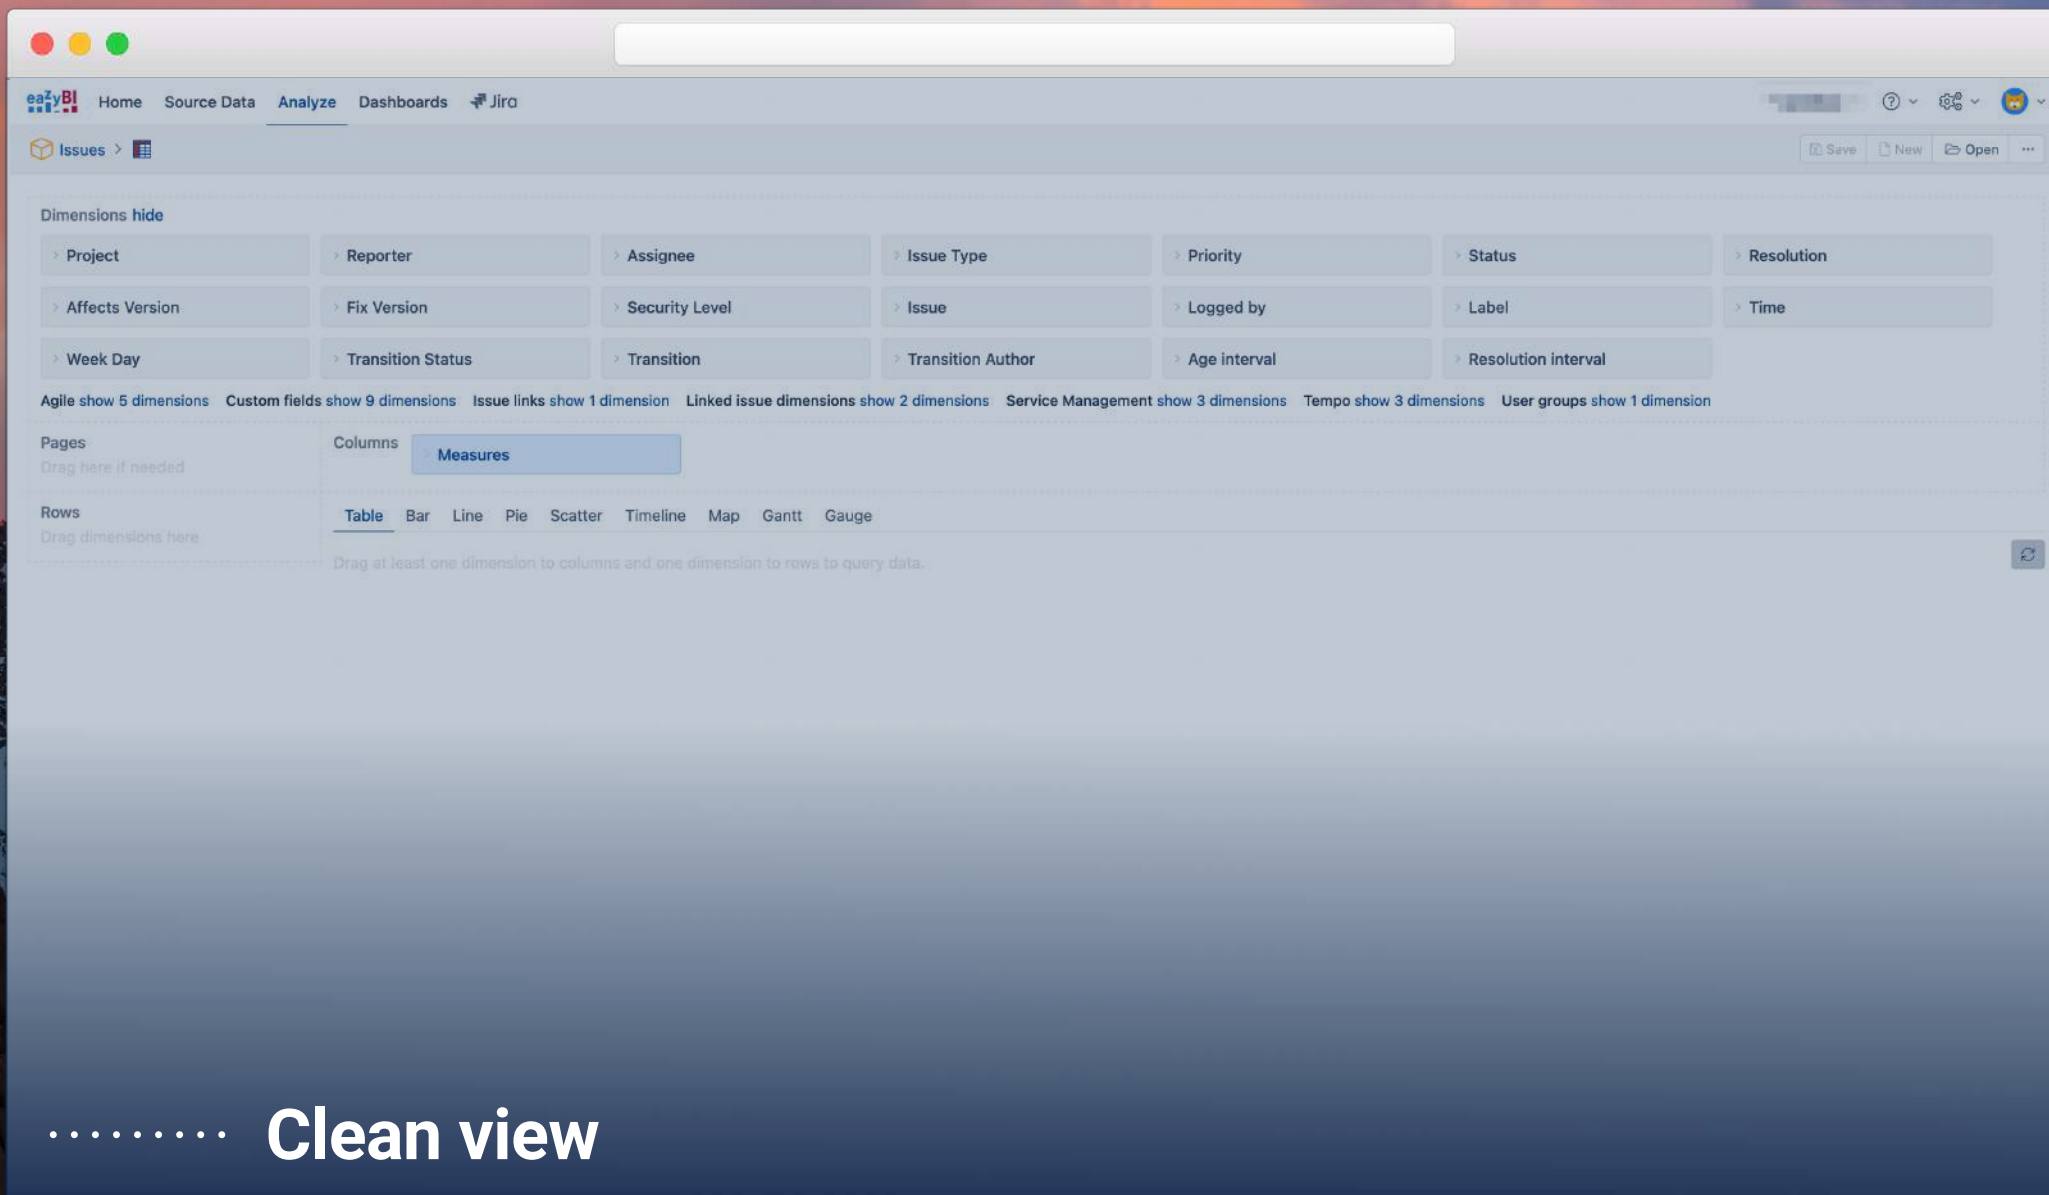 eazyBI Home Source Data Analyze Dashboards Jira
Issues > Save New Open ...
Dimensions hide
Project Reporter Assignee Issue Type Priority Status Resolution
Affects Version Fix Version Security Level Issue Logged by Label Time
Week Day Transition Status Transition Transition Author Age interval Resolution interval
Agile show 5 dimensions Custom fields show 9 dimensions Issue links show 1 dimension Linked issue dimensions show 2 dimensions Service Management show 3 dimensions Tempo show 3 dimensions User groups show 1 dimension
Pages Columns Measures
Drag here if needed
Rows Table Bar Line Pie Scatter Timeline Map Gantt Gauge
Drag dimensions here
Drag at least one dimension to columns and one dimension to rows to query data.
......... Clean view